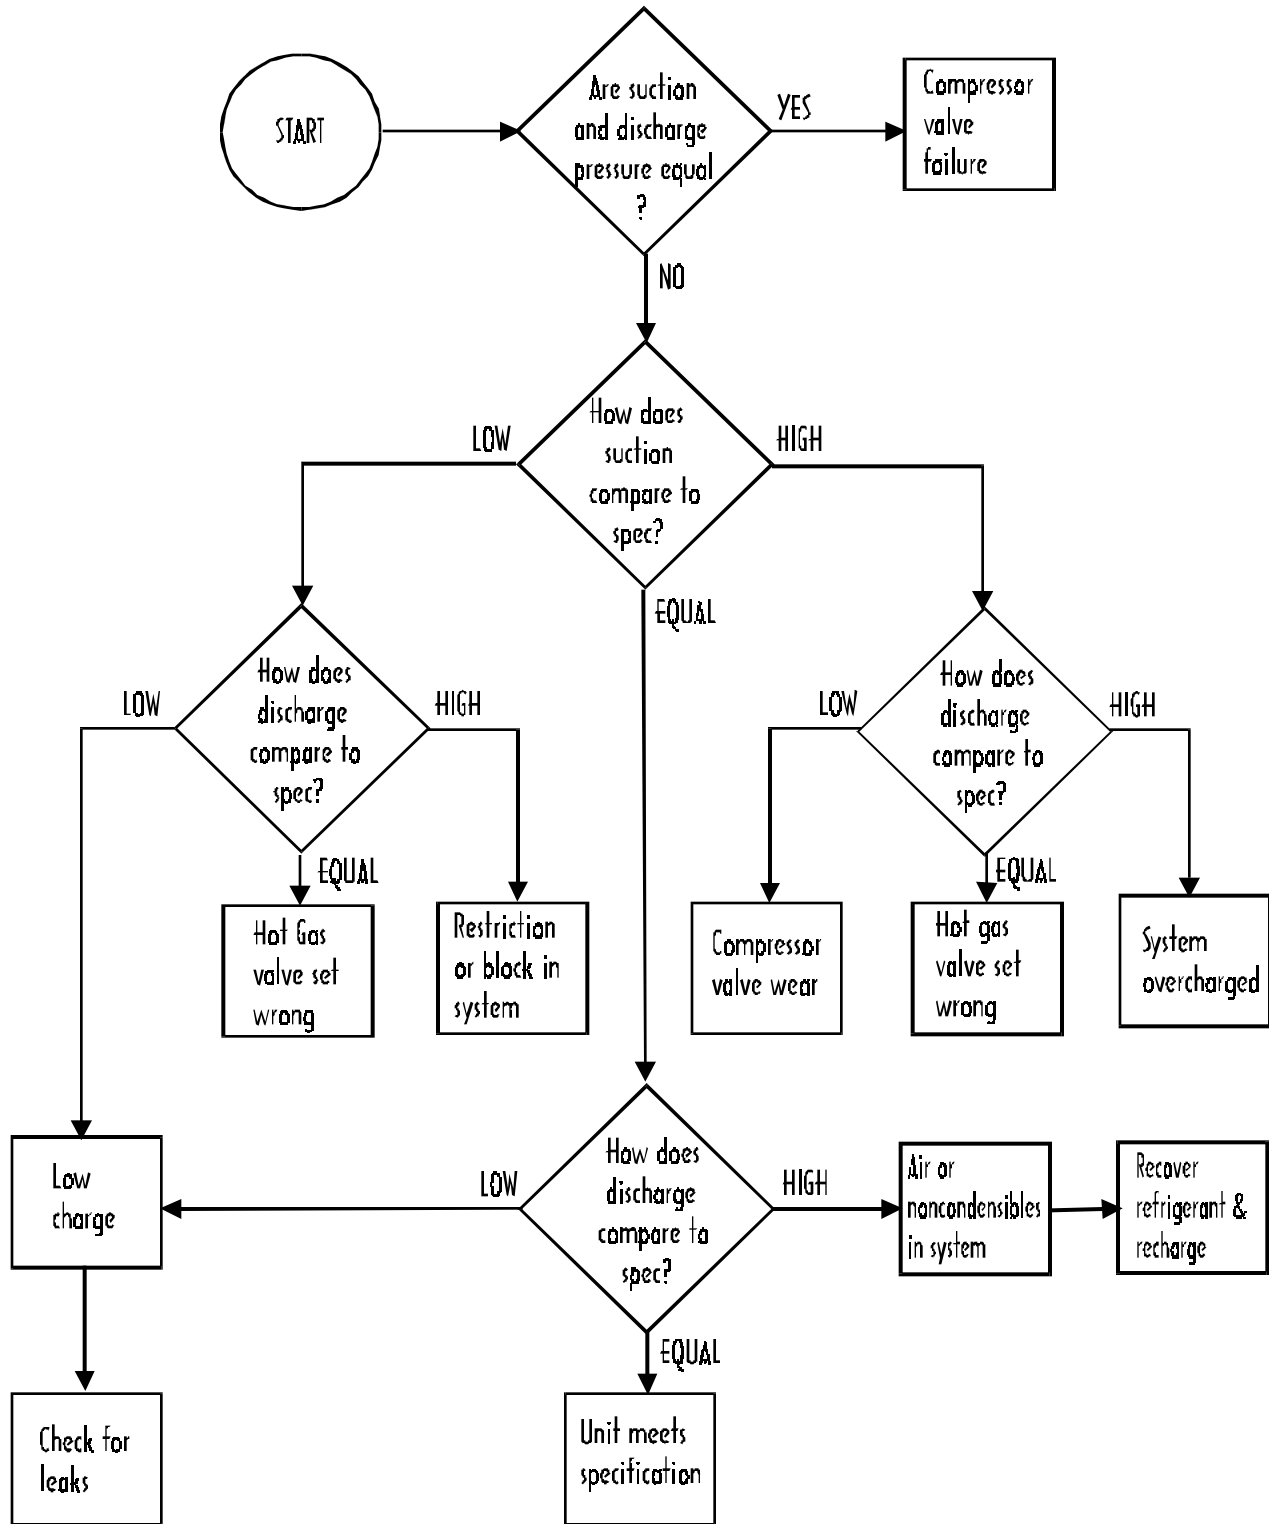 START
Are suction
and discharge
pressure equal
?
YES
Compressor
valve
failure
NO
How does
suction
compare to
spec?
LOW
HIGH
EQUAL
How does
discharge
compare to
spec?
LOW
HIGH
EQUAL
Hot Gas
valve set
wrong
Restriction
or block in
system
How does
discharge
compare to
spec?
LOW
HIGH
EQUAL
Compressor
valve wear
Hot gas
valve set
wrong
System
overcharged
How does
discharge
compare to
spec?
LOW
HIGH
EQUAL
Low
charge
Air or
noncondensibles
in system
Recover
refrigerant &
recharge
Check for
leaks
Unit meets
specification